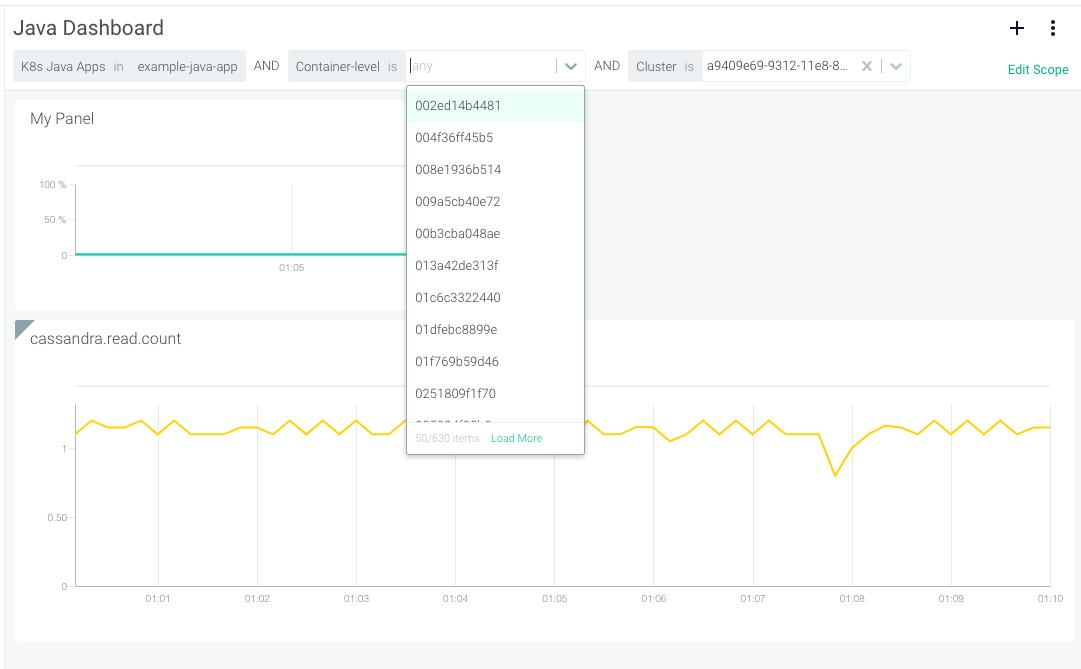 Java Dashboard
K8s Java Apps in example-java-app AND Container-level is any AND Cluster is a9409e69-9312-11e8-8...
Edit Scope
My Panel
100 %
50 %
0
01:05
002ed14b4481
004f36ff45b5
008e1936b514
009a5cb40e72
00b3cba048ae
013a42de313f
01c6c3322440
01dfebc8899e
01f769b59d46
0251809f1f70
50/630 items Load More
cassandra.read.count
1
0.50
0
01:01 01:02 01:03 01:04 01:05 01:06 01:07 01:08 01:09 01:10